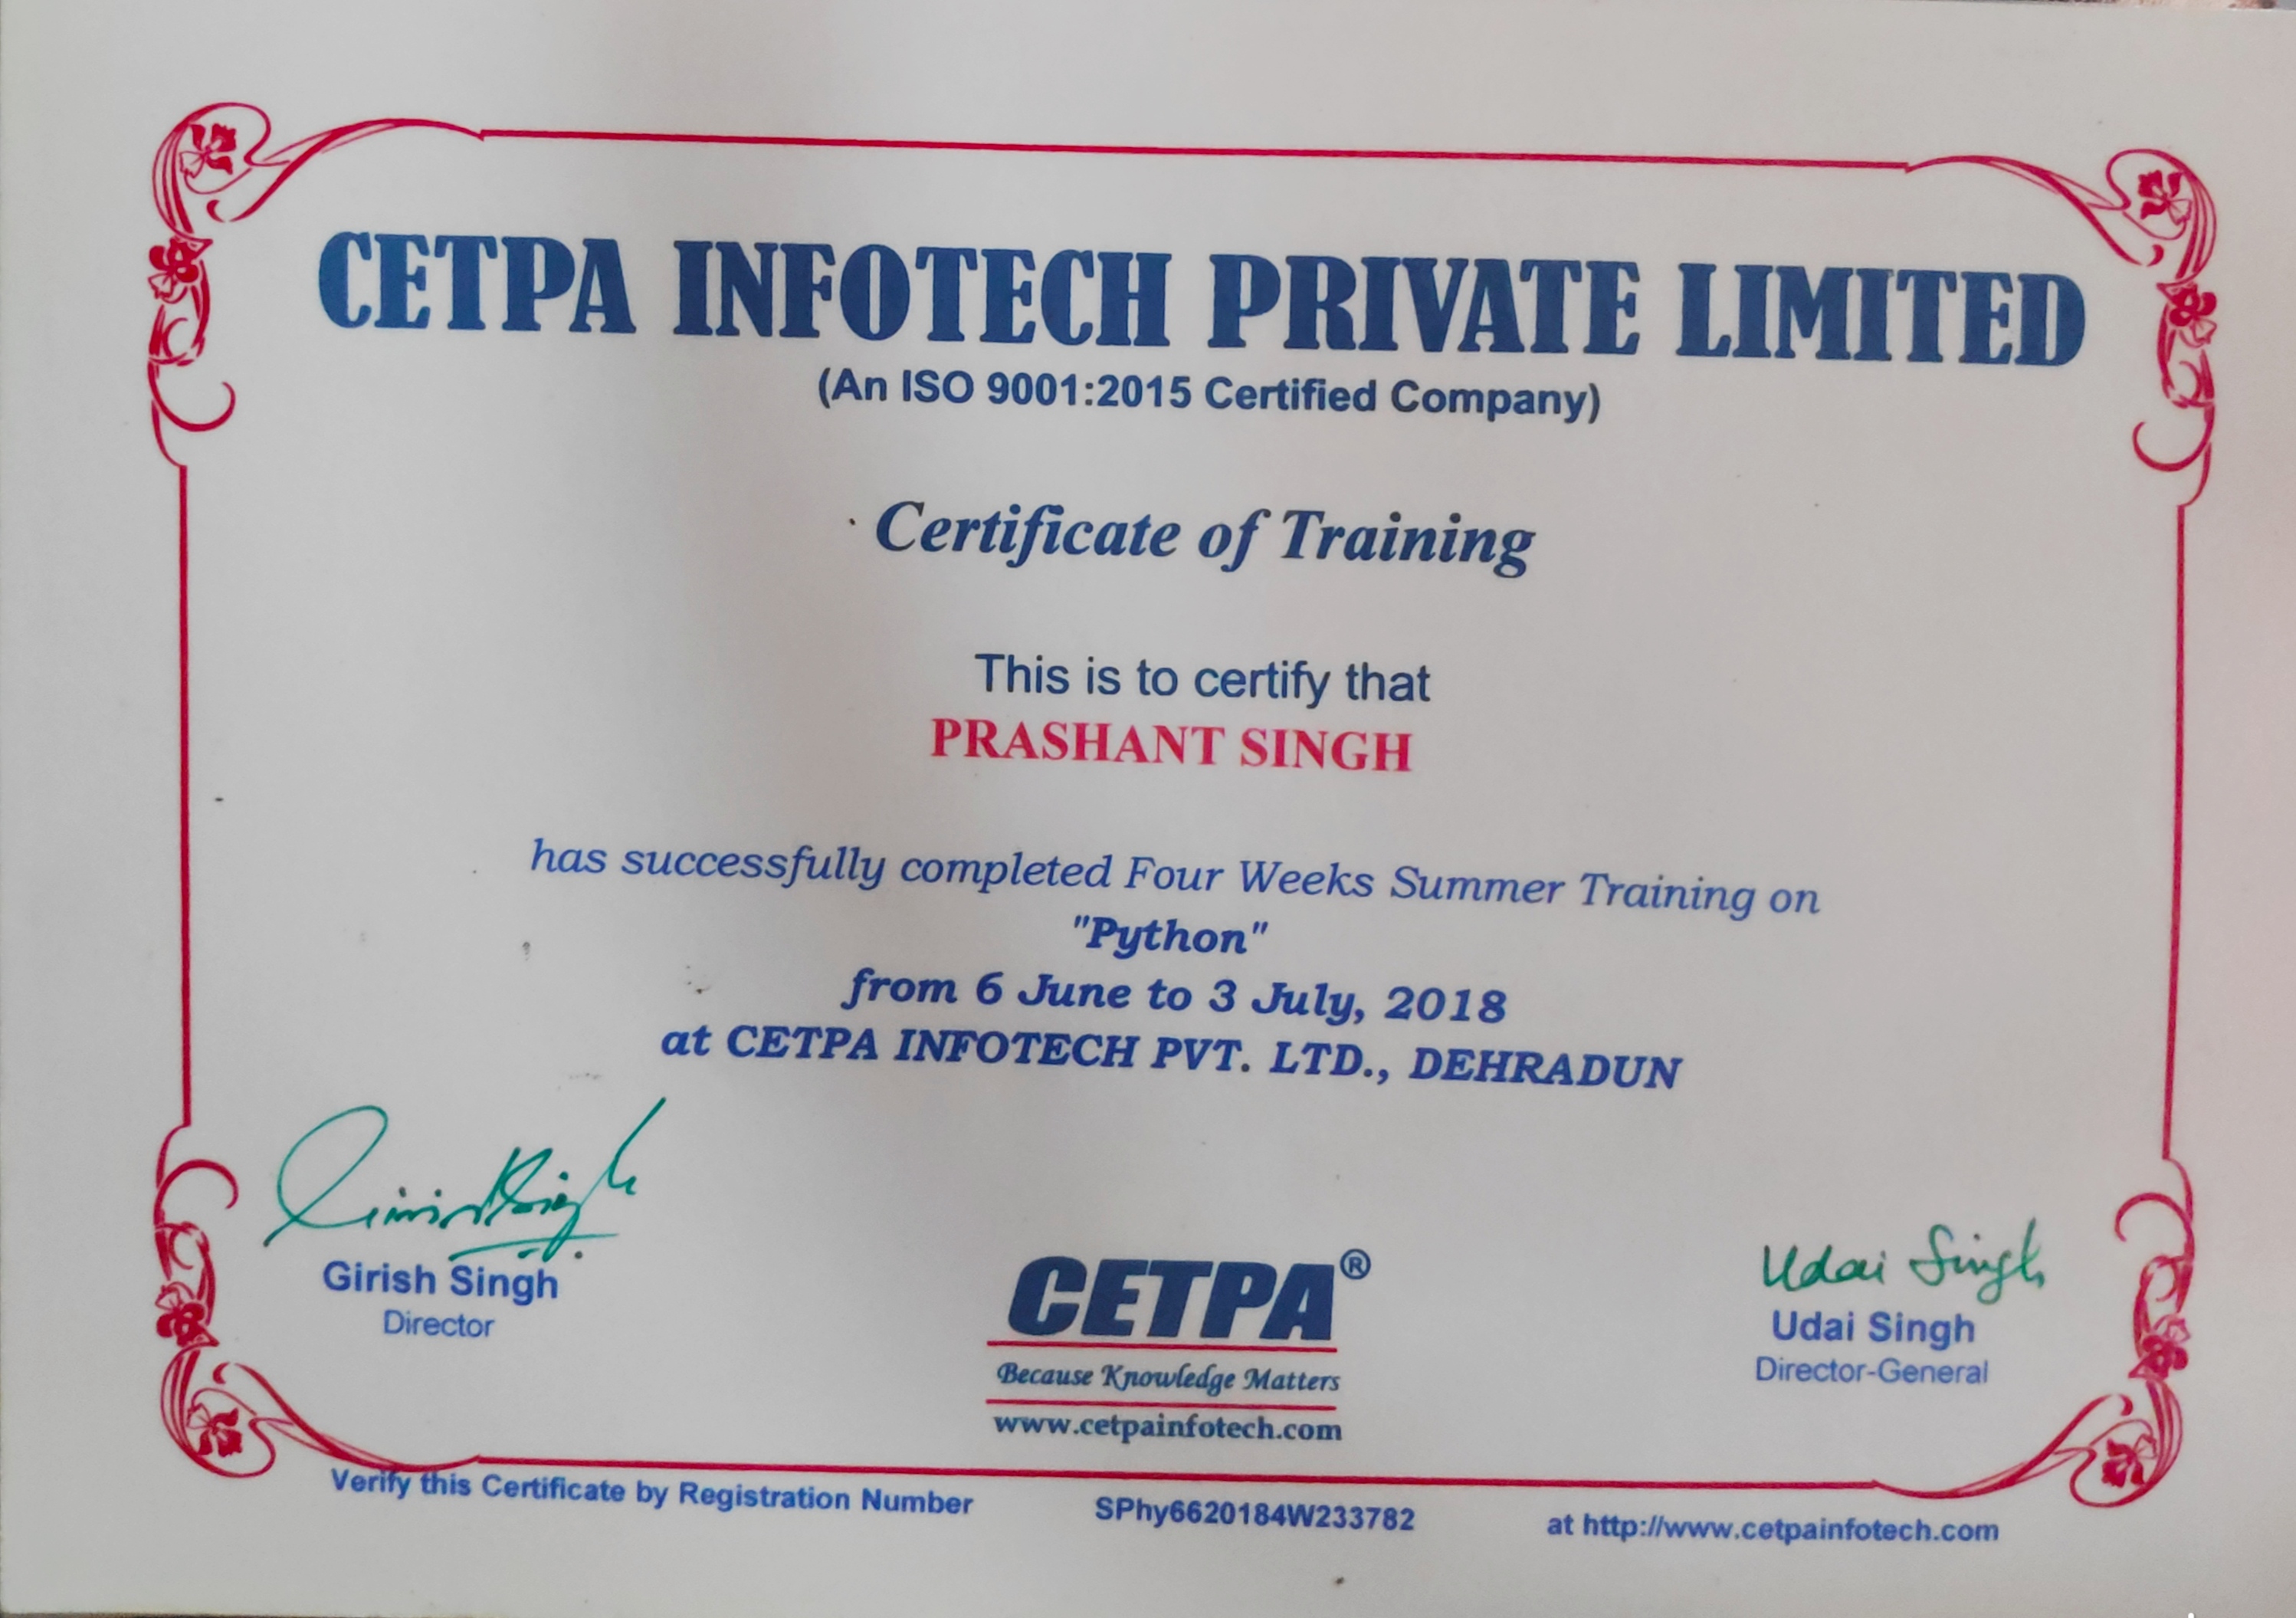 CETPA INFOTECH PRIVATE LIMITED
(An ISO 9001:2015 Certified Company)
Certificate of Training
This is to certify that
PRASHANT SINGH
has successfully completed Four Weeks Summer Training on
"Python"
from 6 June to 3 July, 2018
at CETPA INFOTECH PVT. LTD., DEHRADUN
Girish Singh
Director
CETPA®
Because Knowledge Matters
www.cetpainfotech.com
Udai Singh
Udai Singh
Director-General
Verify this Certificate by Registration Number SPhy6620184W233782 at http://www.cetpainfotech.com